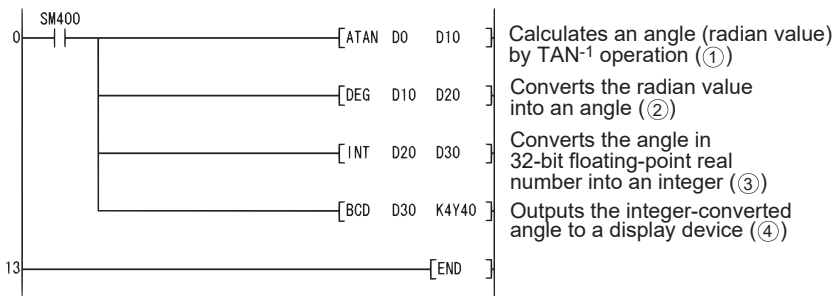 SM400
0 [ATAN D0 D10 ] Calculates an angle (radian value)
by TAN-1 operation (①)
[DEG D10 D20 ] Converts the radian value
into an angle (②)
Converts the angle in
[INT D20 D30 ] 32-bit floating-point real
number into an integer (③)
[BCD D30 K4Y40 ] Outputs the integer-converted
angle to a display device (④)
13 [END ]